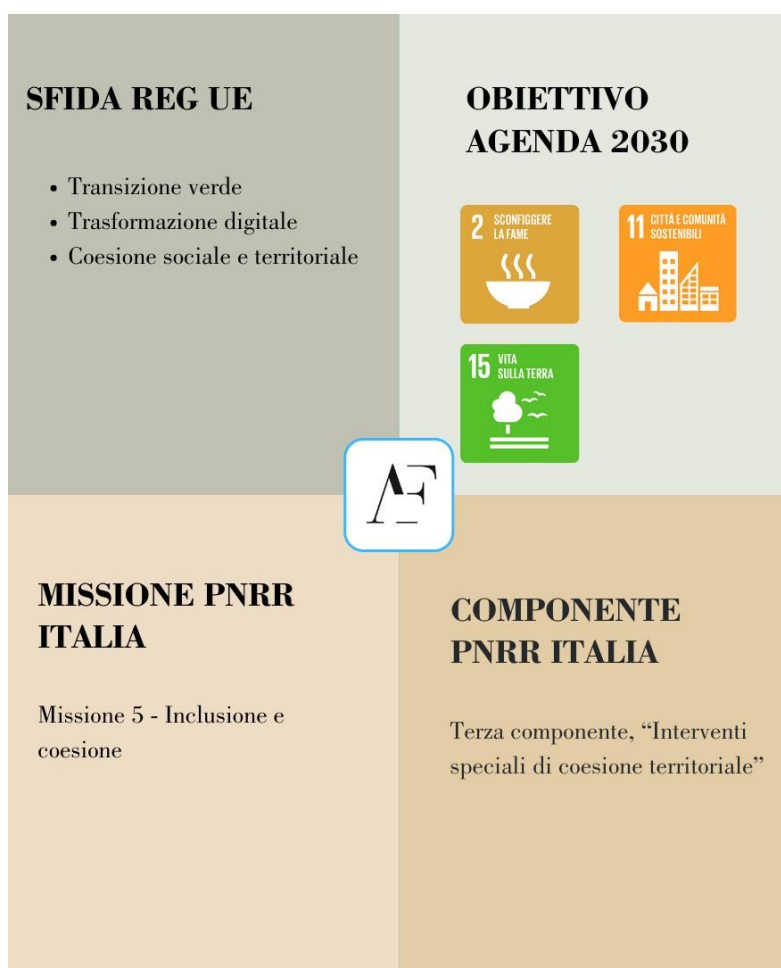 SFIDA REG UE
• Transizione verde
• Trasformazione digitale
• Coesione sociale e territoriale
OBIETTIVO
AGENDA 2030
2 SCONFIGGERE
LA FAME
11 CITTÀ E COMUNITÀ
SOSTENIBILI
15 VITA
SULLA TERRA
AF
MISSIONE PNRR
ITALIA
Missione 5 - Inclusione e
coesione
COMPONENTE
PNRR ITALIA
Terza componente, “Interventi
speciali di coesione territoriale”